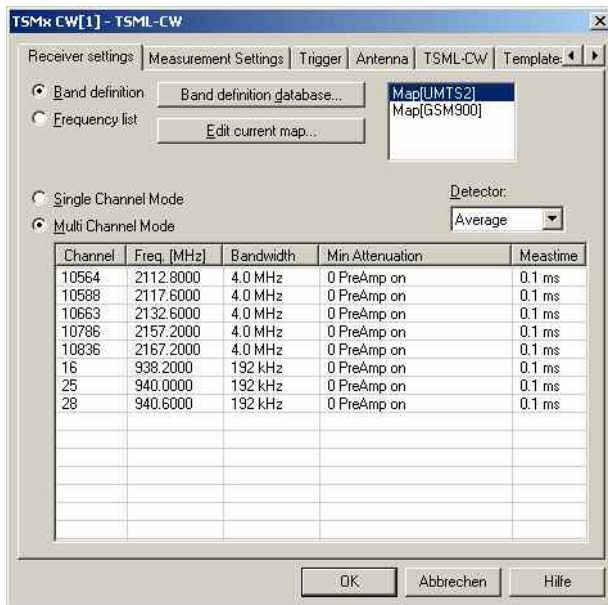 TSMx CW[1] - TSML-CW
Receiver settings Measurement Settings Trigger Antenna TSML-CW Template
Band definition
Band definition database...
Frequency list
Edit current map...
Map[UMTS2]
Map[GSM900]
Single Channel Mode
Multi Channel Mode
Detector:
Average
Channel Freq. [MHz] Bandwidth Min Attenuation Meastime
10564 2112.8000 4.0 MHz 0 PreAmp on 0.1 ms
10588 2117.6000 4.0 MHz 0 PreAmp on 0.1 ms
10663 2132.6000 4.0 MHz 0 PreAmp on 0.1 ms
10786 2157.2000 4.0 MHz 0 PreAmp on 0.1 ms
10836 2167.2000 4.0 MHz 0 PreAmp on 0.1 ms
16 938.2000 192 kHz 0 PreAmp on 0.1 ms
25 940.0000 192 kHz 0 PreAmp on 0.1 ms
28 940.6000 192 kHz 0 PreAmp on 0.1 ms
OK Abbrechen Hilfe